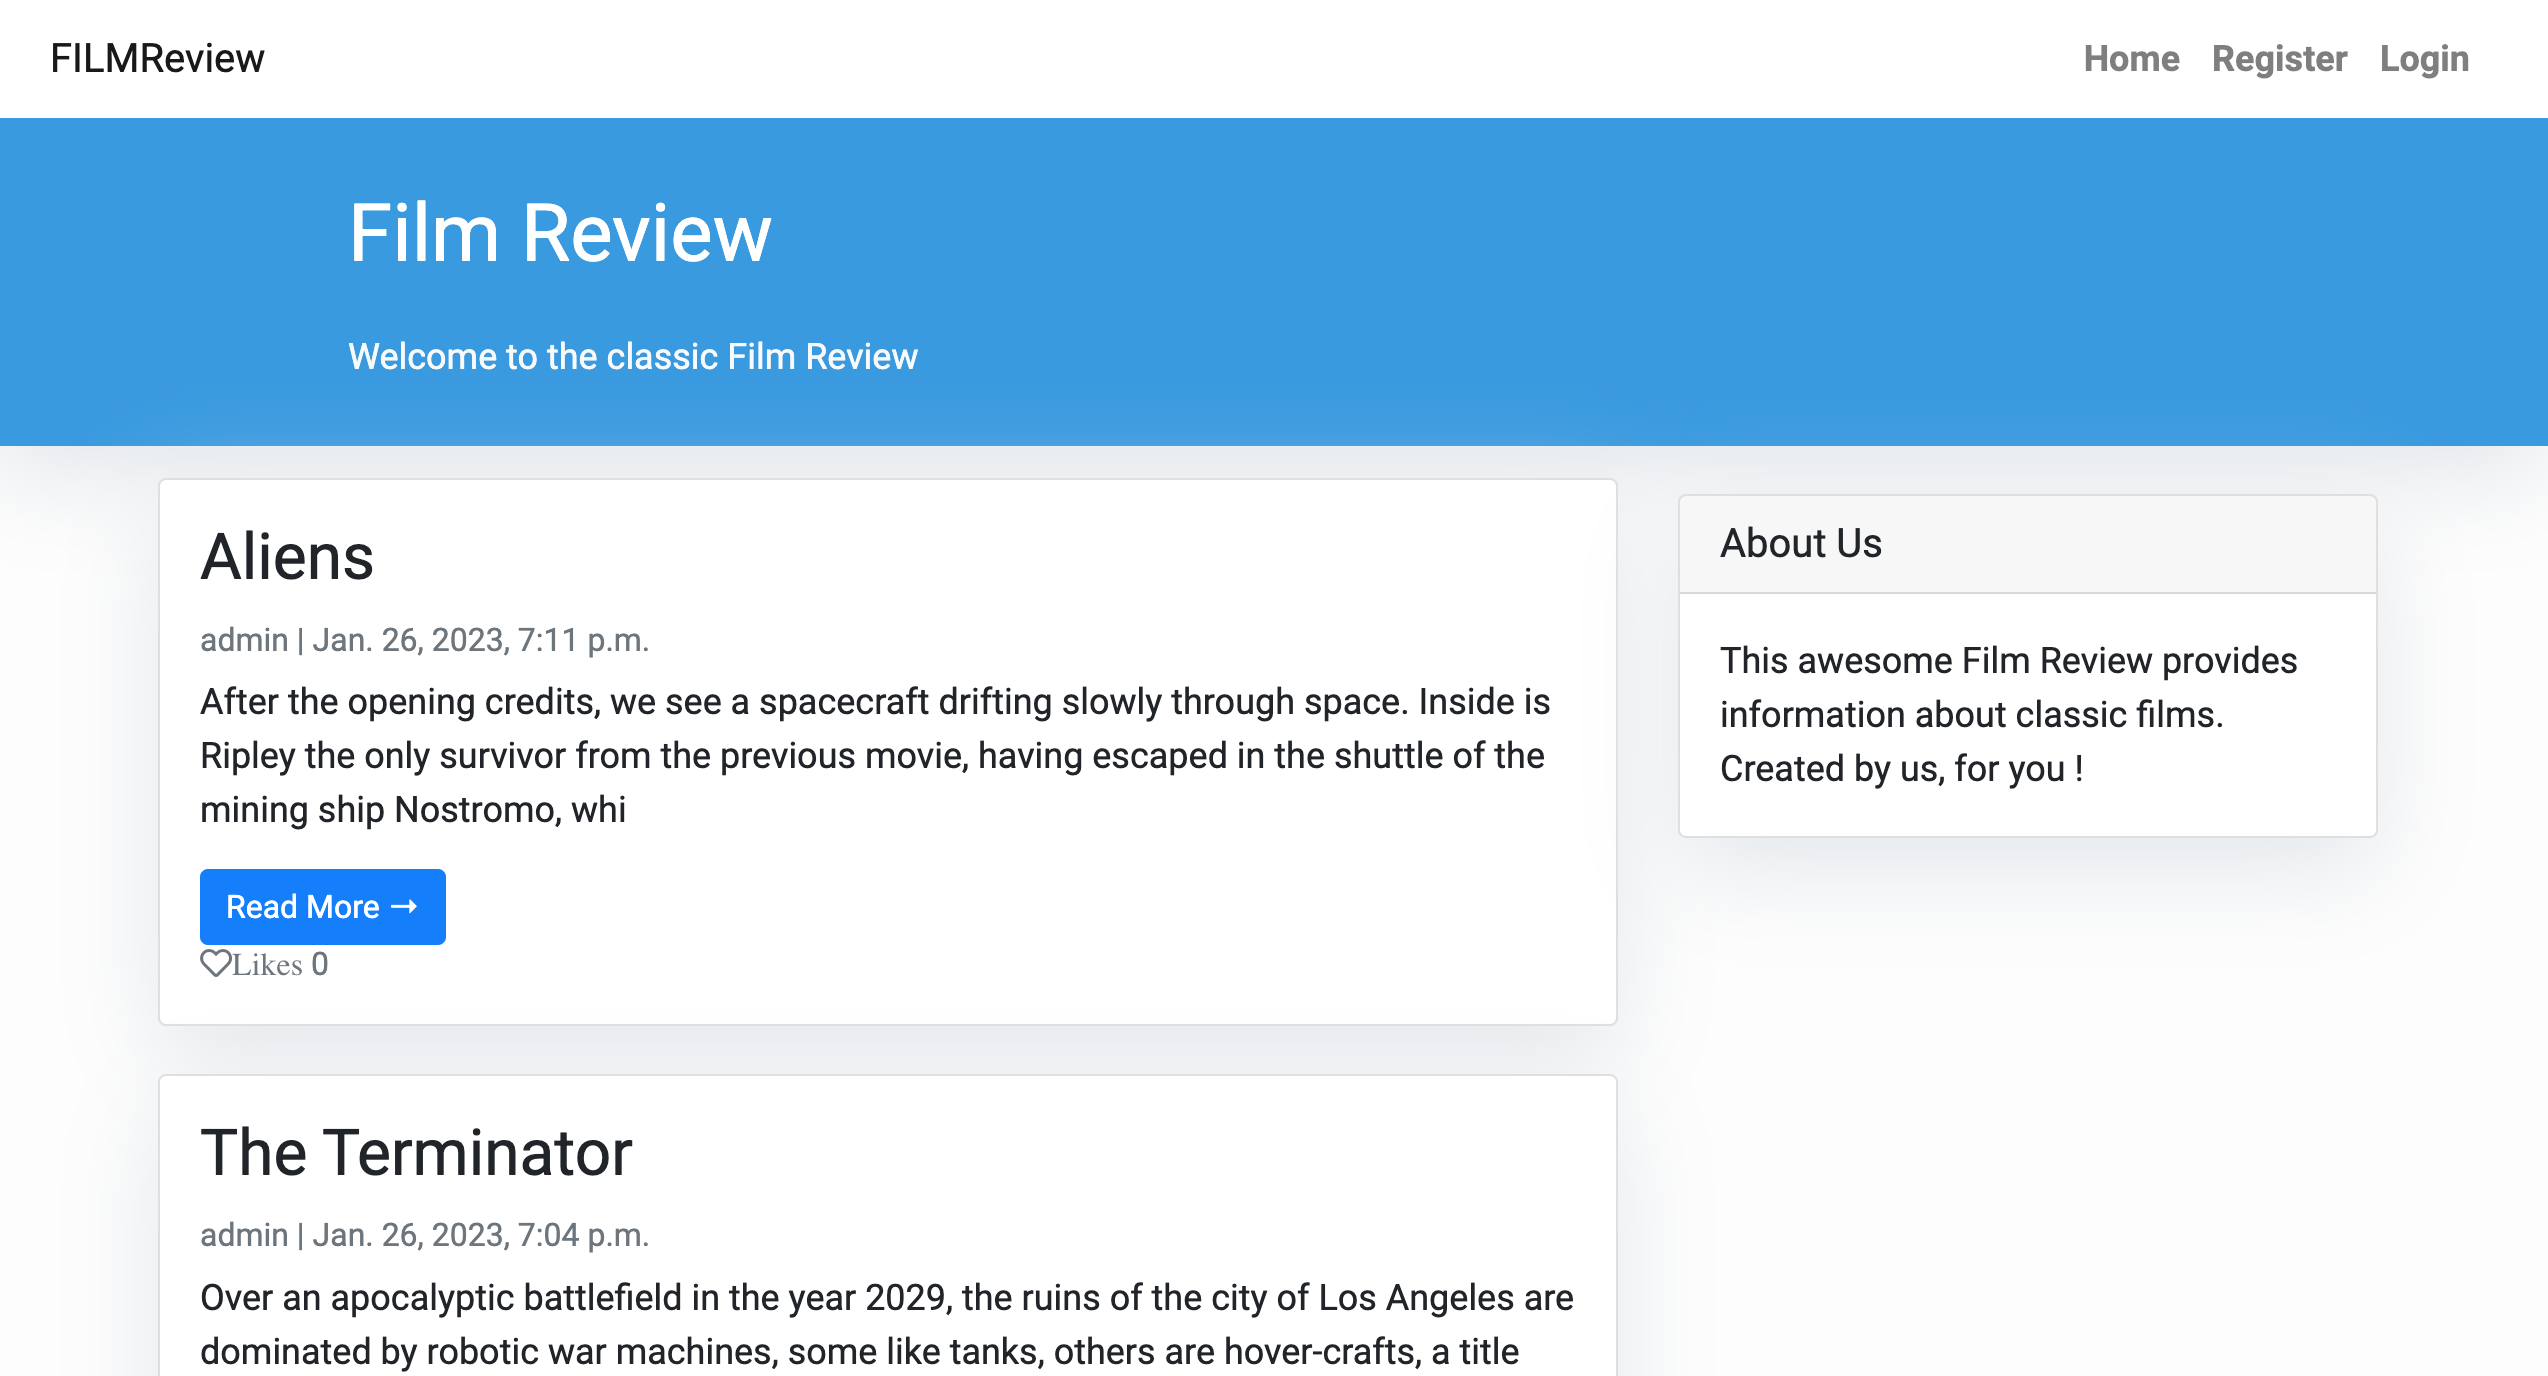 FILMReview
Home Register Login
Film Review
Welcome to the classic Film Review
Aliens
admin | Jan. 26, 2023, 7:11 p.m.
After the opening credits, we see a spacecraft drifting slowly through space. Inside is
Ripley the only survivor from the previous movie, having escaped in the shuttle of the
mining ship Nostromo, whi
Read More →
Likes 0
About Us
This awesome Film Review provides
information about classic films.
Created by us, for you !
The Terminator
admin | Jan. 26, 2023, 7:04 p.m.
Over an apocalyptic battlefield in the year 2029, the ruins of the city of Los Angeles are
dominated by robotic war machines, some like tanks, others are hover-crafts, a title